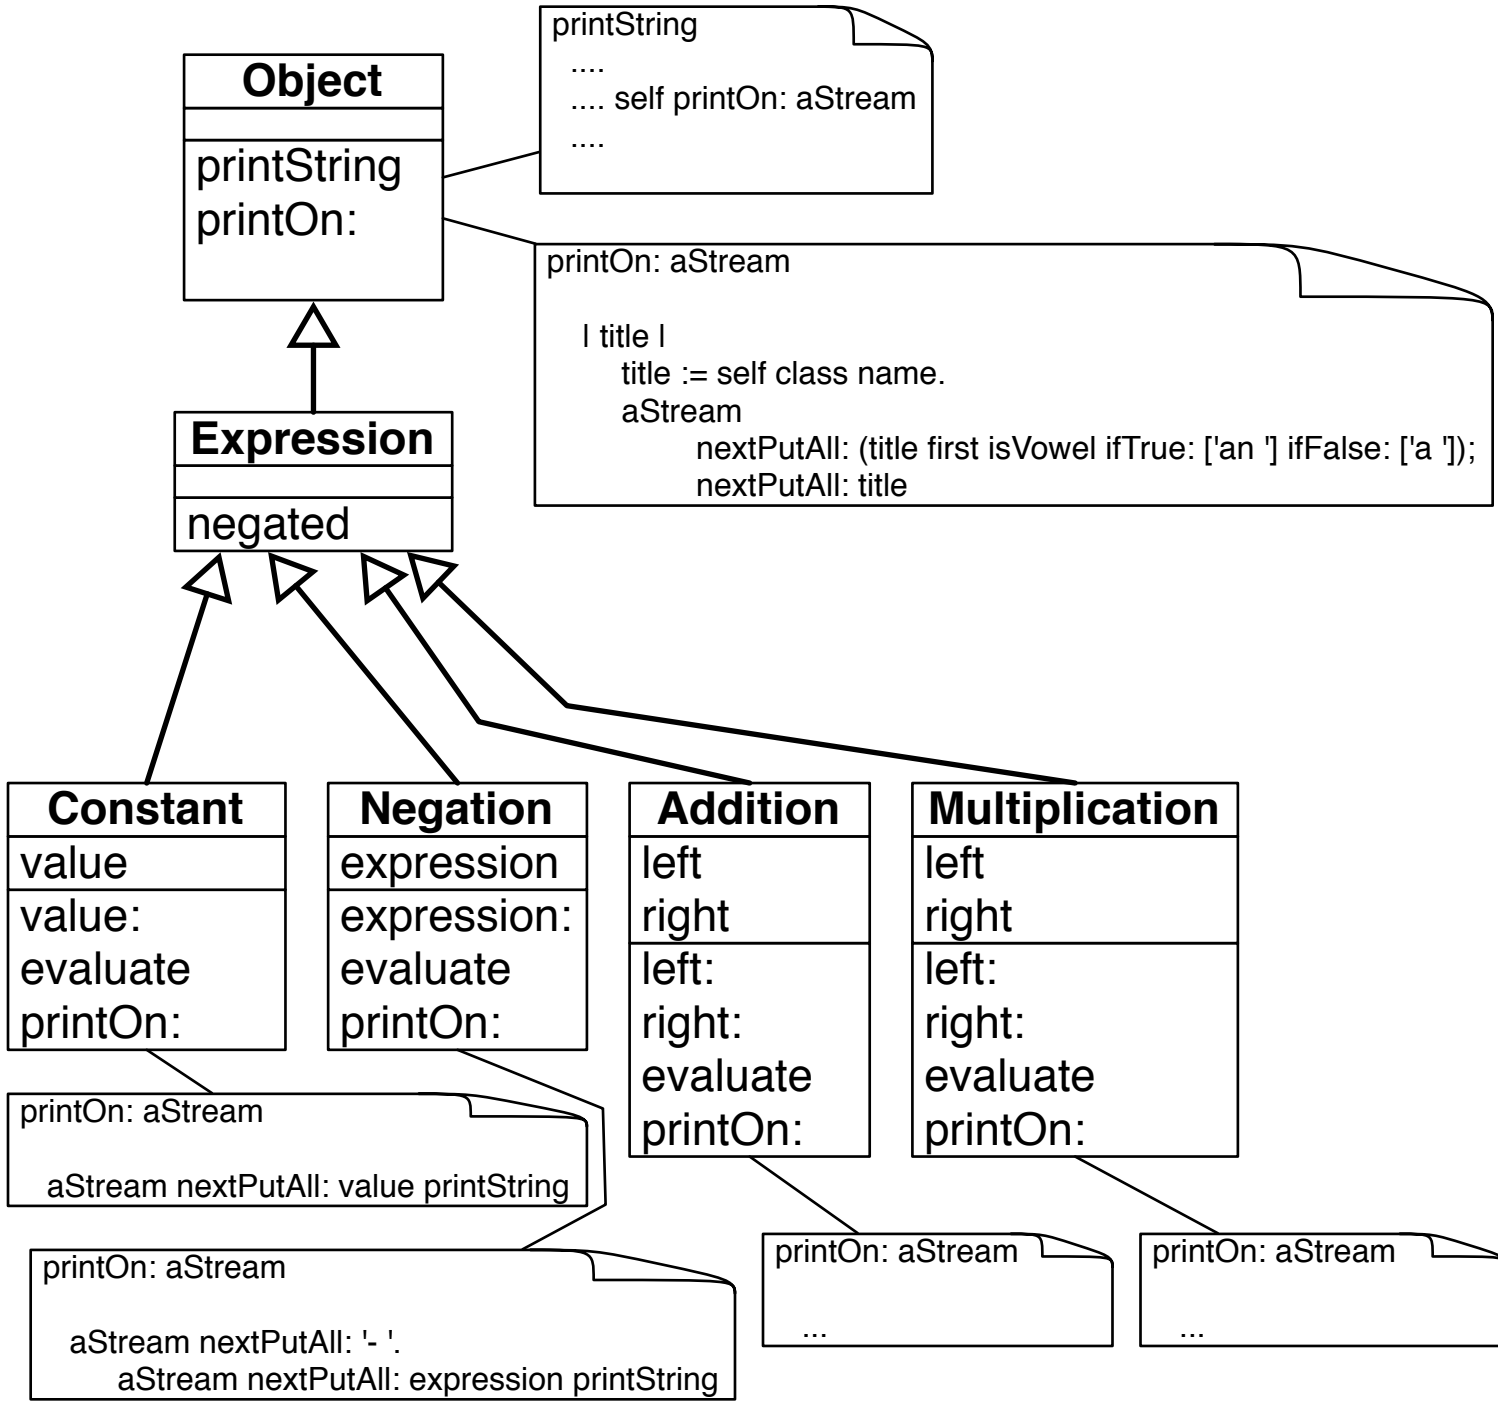 Object
printString
printOn:
printString
....
.... self printOn: aStream
....
printOn: aStream
| title |
title := self class name.
aStream
nextPutAll: (title first isVowel ifTrue: ['an '] ifFalse: ['a ']);
nextPutAll: title
Expression
negated
Constant
value
value:
evaluate
printOn:
Negation
expression
expression:
evaluate
printOn:
Addition
left
right
left:
right:
evaluate
printOn:
Multiplication
left
right
left:
right:
evaluate
printOn:
printOn: aStream
aStream nextPutAll: value printString
printOn: aStream
aStream nextPutAll: '- '.
aStream nextPutAll: expression printString
printOn: aStream
...
printOn: aStream
...